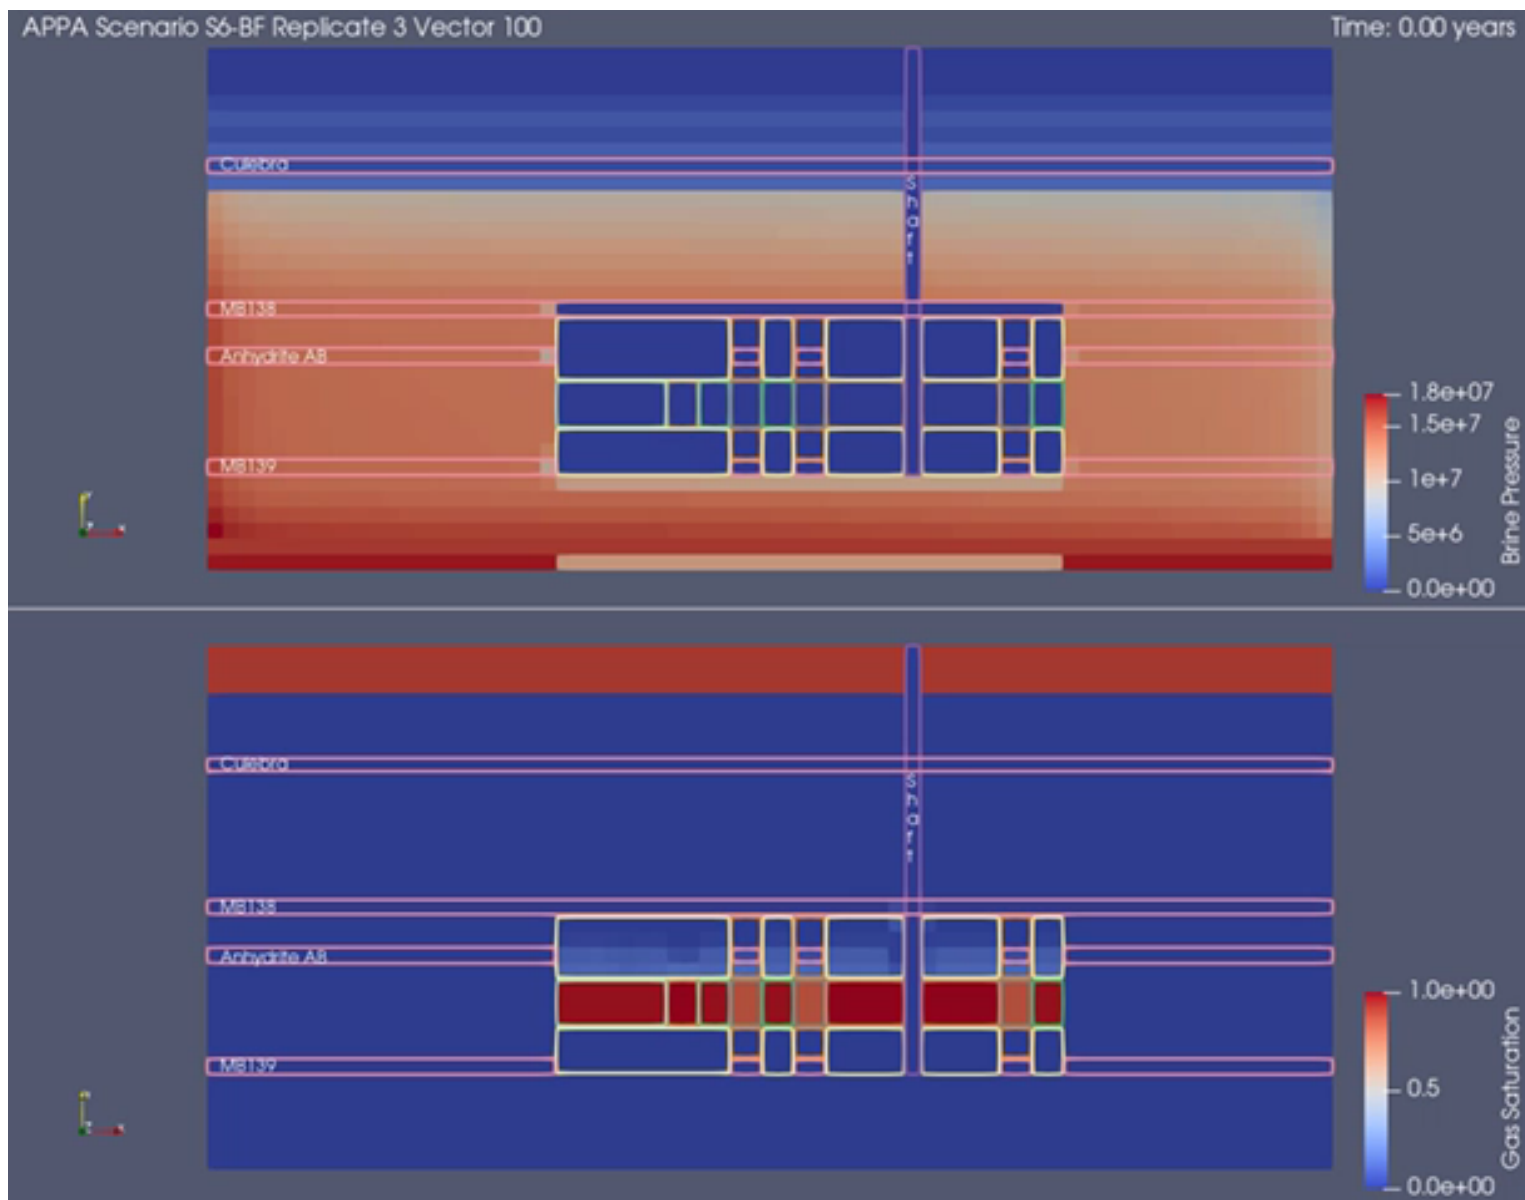 APPA Scenario S6-BF Replicate 3 Vector 100
Time: 0.00 years
Culebra
Shaft
MB138
Anhydrite AB
MB139
1.8e+07
1.5e+7
1e+7
5e+6
0.0e+00
Brine Pressure
Culebra
Shaft
MB138
Anhydrite AB
MB139
1.0e+00
0.5
0.0e+00
Gas Saturation